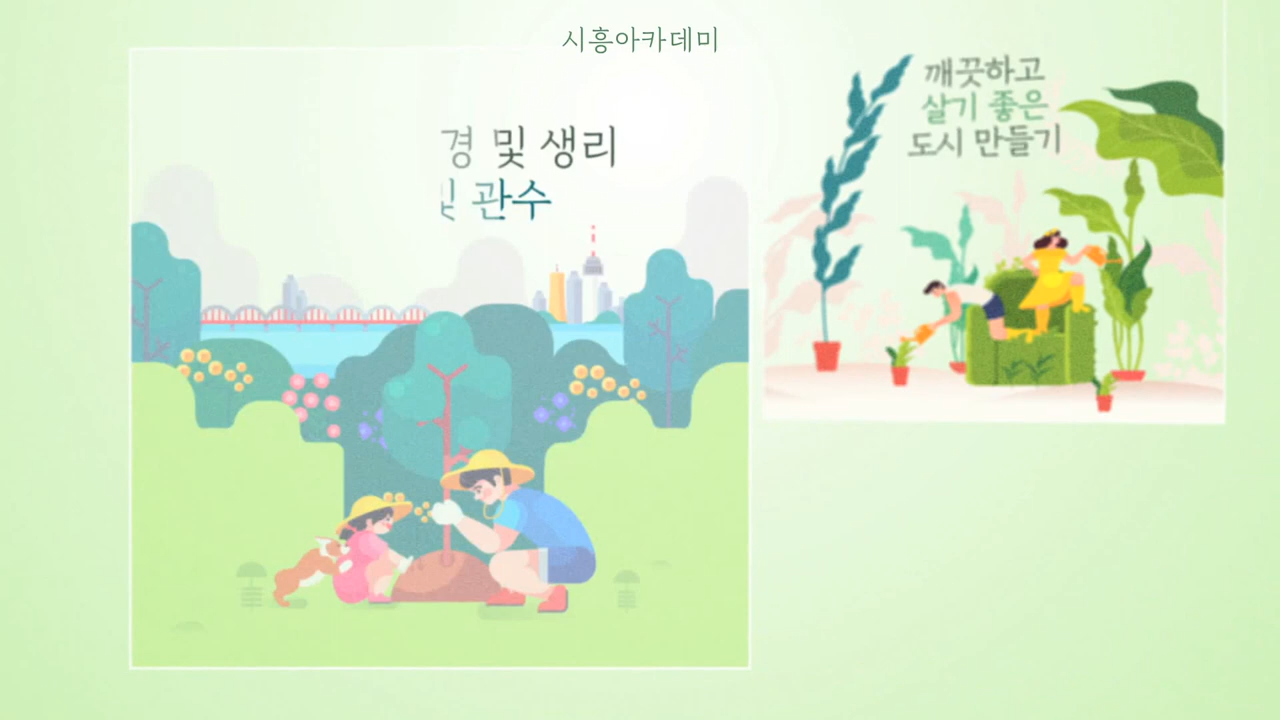 시흥아카데미
경 및 생리
관수
깨끗하고
살기 좋은
도시 만들기